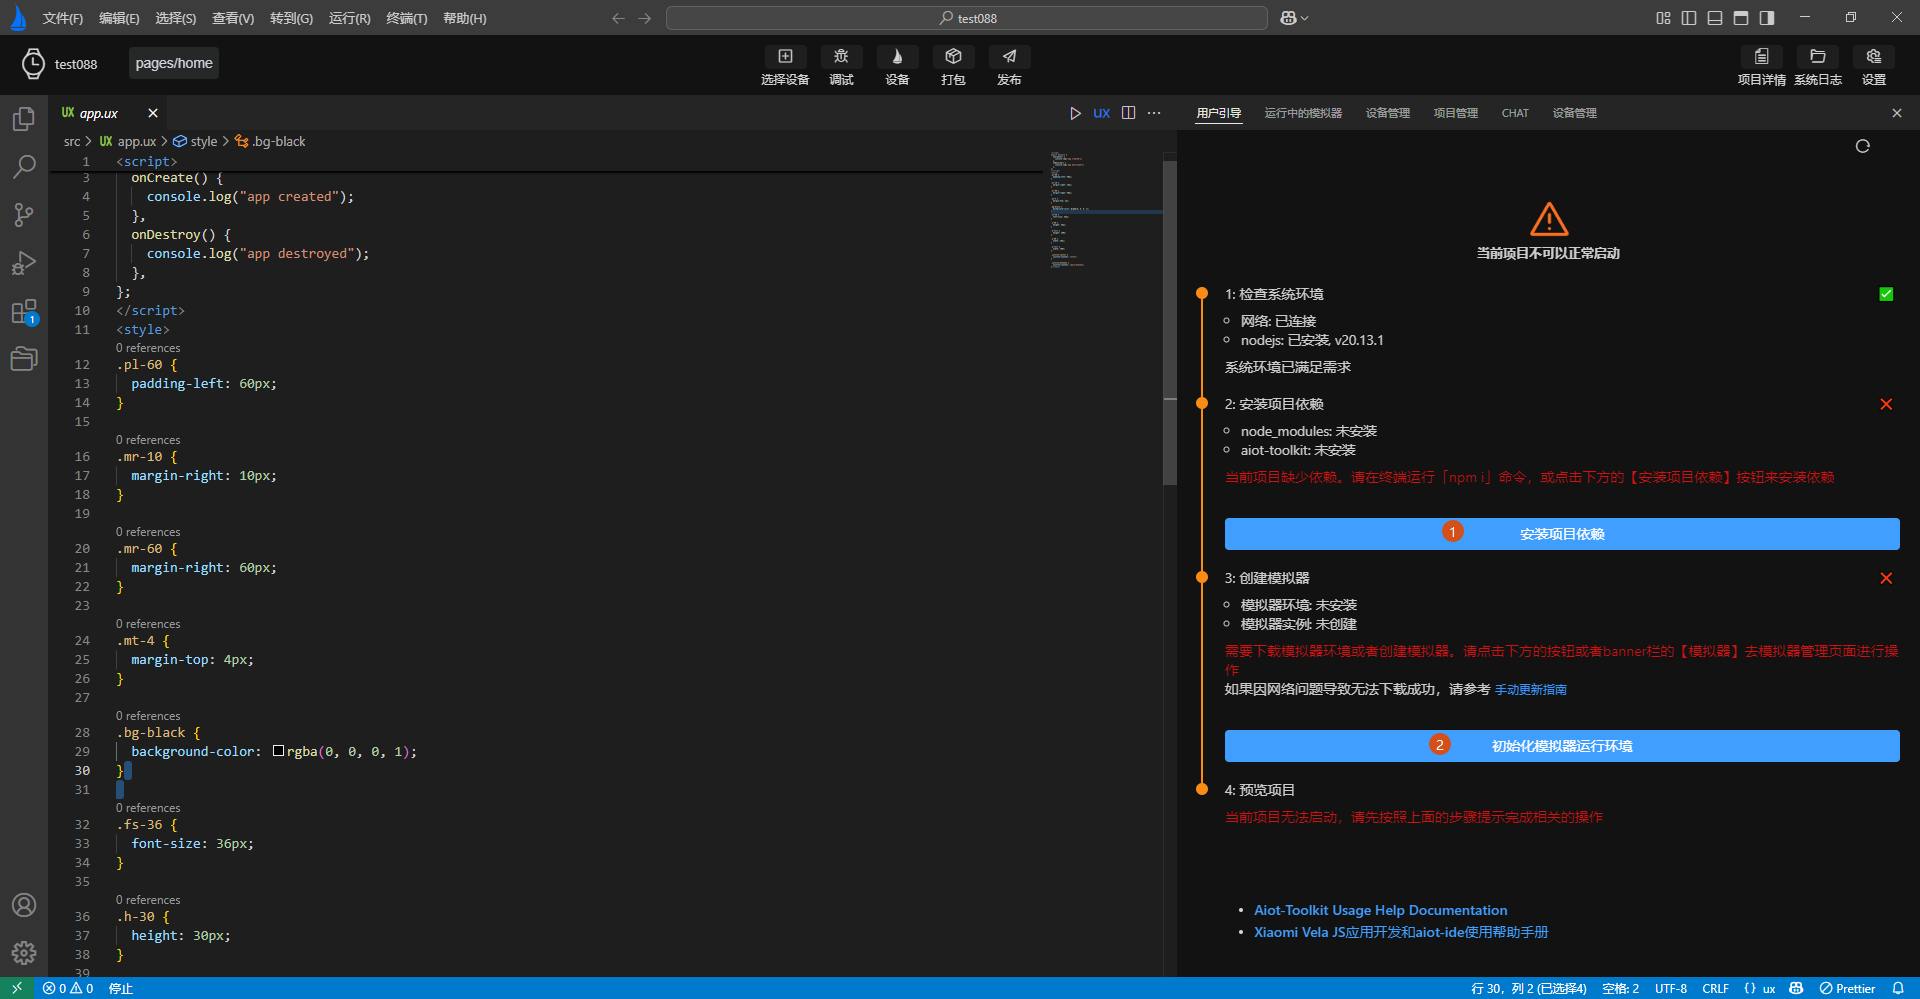 文件(F) 编辑(E) 选择(S) 查看(V) 转到(G) 运行(R) 终端(T) 帮助(H) test088
test088 pages/home 选择设备 调试 设备 打包 发布 项目详情 系统日志 设置
UX app.ux
UX
用户引导 运行中的模拟器 设备管理 项目管理 CHAT 设备管理
src > UX app.ux > style > .bg-black
1 <script>
3 onCreate() {
4 console.log("app created");
5 },
6 onDestroy() {
7 console.log("app destroyed");
8 },
9 };
10 </script>
11 <style>
0 references
12 .pl-60 {
13 padding-left: 60px;
14 }
15
0 references
16 .mr-10 {
17 margin-right: 10px;
18 }
19
0 references
20 .mr-60 {
21 margin-right: 60px;
22 }
23
0 references
24 .mt-4 {
25 margin-top: 4px;
26 }
27
0 references
28 .bg-black {
29 background-color: rgba(0, 0, 0, 1);
30 }
31
0 references
32 .fs-36 {
33 font-size: 36px;
34 }
35
0 references
36 .h-30 {
37 height: 30px;
38 }
39
1
当前项目不可以正常启动
1: 检查系统环境
网络: 已连接
nodejs: 已安装, v20.13.1
系统环境已满足需求
2: 安装项目依赖
node_modules: 未安装
aiot-toolkit: 未安装
当前项目缺少依赖。请在终端运行「npm i」命令，或点击下方的【安装项目依赖】按钮来安装依赖
1 安装项目依赖
3: 创建模拟器
模拟器环境: 未安装
模拟器实例: 未创建
需要下载模拟器环境或者创建模拟器。请点击下方的按钮或者banner栏的【模拟器】去模拟器管理页面进行操
作
如果因网络问题导致无法下载成功，请参考 手动更新指南
2 初始化模拟器运行环境
4: 预览项目
当前项目无法启动，请先按照上面的步骤提示完成相关的操作
Aiot-Toolkit Usage Help Documentation
Xiaomi Vela JS应用开发和aiot-ide使用帮助手册
0 0 停止 行 30，列 2 (已选择4) 空格: 2 UTF-8 CRLF {} ux Prettier